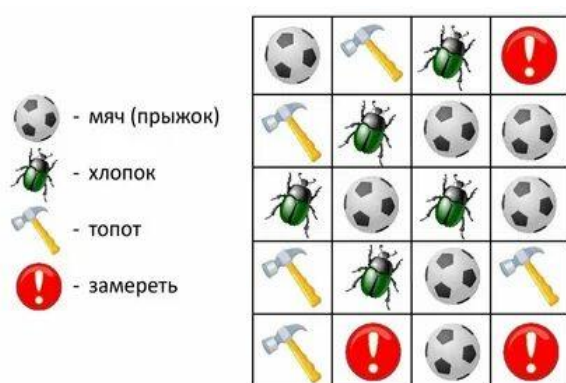 - мяч (прыжок)
- хлопок
- топот
- замереть